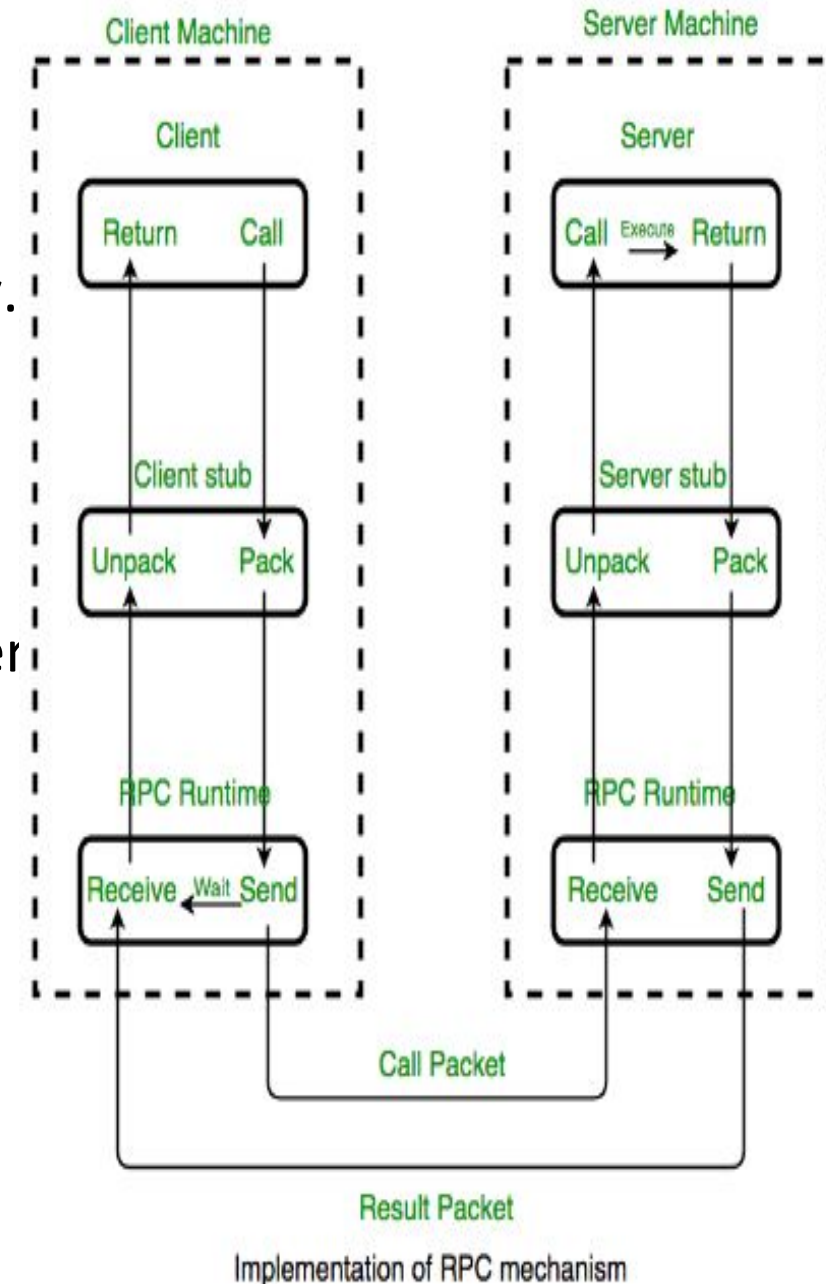 Client Machine
Server Machine
Client
Server
Return Call
Call Execute Return
Client stub
Server stub
Unpack Pack
Unpack Pack
RPC Runtime
RPC Runtime
Receive Wait Send
Receive Send
Call Packet
Result Packet
Implementation of RPC mechanism